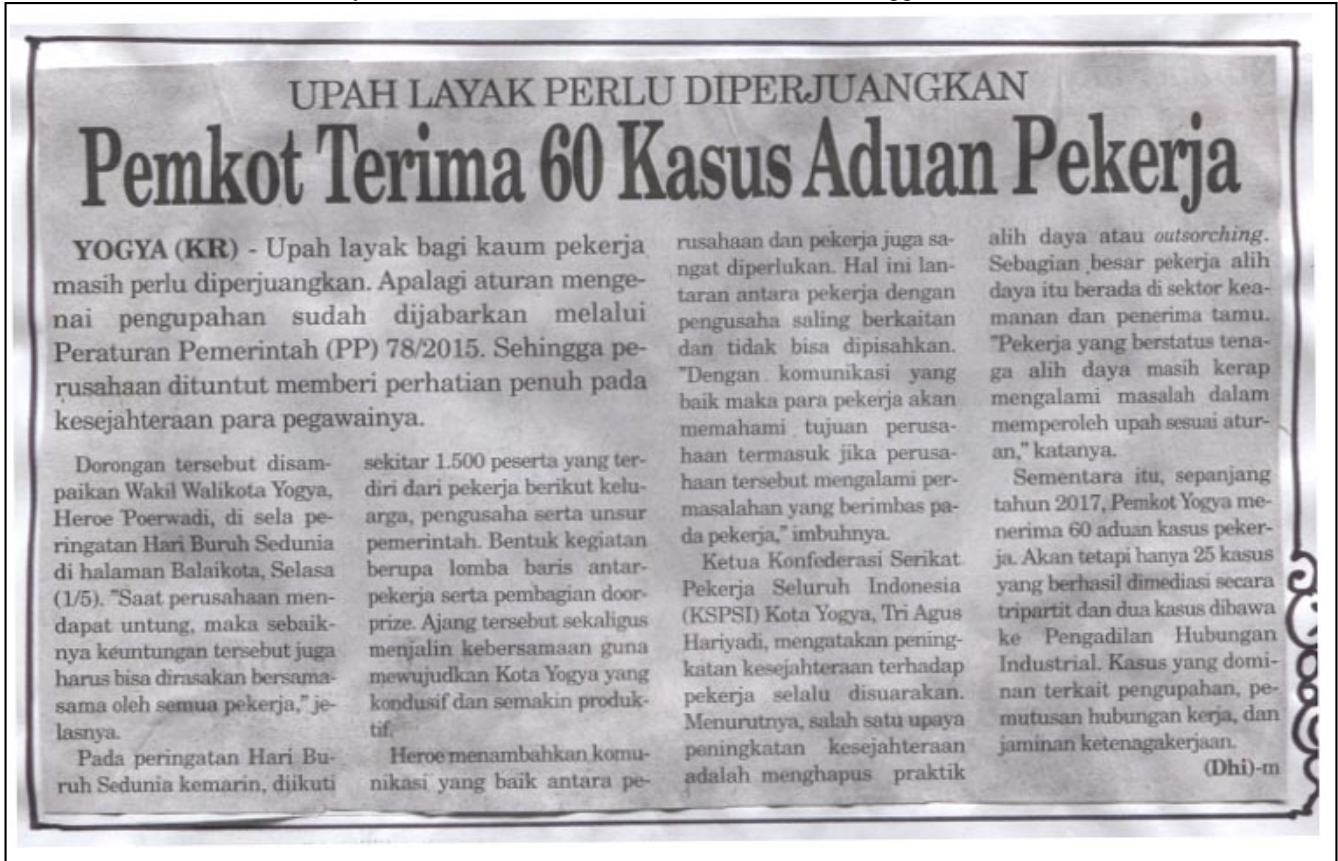 UPAH LAYAK PERLU DIPERJUANGKAN
Pemkot Terima 60 Kasus Aduan Pekerja
YOGYA (KR) - Upah layak bagi kaum pekerja
masih perlu diperjuangkan. Apalagi aturan menge-
nai pengupahan sudah dijabarkan melalui
Peraturan Pemerintah (PP) 78/2015. Sehingga pe-
rusahaan dituntut memberi perhatian penuh pada
kesejahteraan para pegawainya.
Dorongan tersebut disam-
paikan Wakil Walikota Yogya,
Heroe Poerwadi, di sela pe-
ringatan Hari Buruh Sedunia
di halaman Balaikota, Selasa
(1/5). "Saat perusahaan men-
dapat untung, maka sebaik-
nya keuntungan tersebut juga
harus bisa dirasakan bersama-
sama oleh semua pekerja," je-
lasnya.
Pada peringatan Hari Bu-
ruh Sedunia kemarin, diikuti
sekitar 1.500 peserta yang ter-
diri dari pekerja berikut kelu-
arga, pengusaha serta unsur
pemerintah. Bentuk kegiatan
berupa lomba baris antar-
pekerja serta pembagian door-
prize. Ajang tersebut sekaligus
menjalin kebersamaan guna
mewujudkan Kota Yogya yang
kondusif dan semakin produk-
tif.
Heroe menambahkan komu-
nikasi yang baik antara pe-
rusahaan dan pekerja juga sa-
ngat diperlukan. Hal ini lan-
taran antara pekerja dengan
pengusaha saling berkaitan
dan tidak bisa dipisahkan.
"Dengan komunikasi yang
baik maka para pekerja akan
memahami tujuan perusa-
haan termasuk jika perusa-
haan tersebut mengalami per-
masalahan yang berimbas pa-
da pekerja," imbuhnya.
Ketua Konfederasi Serikat
Pekerja Seluruh Indonesia
(KSPSI) Kota Yogya, Tri Agus
Hariyadi, mengatakan pening-
katan kesejahteraan terhadap
pekerja selalu disuarakan.
Menurutnya, salah satu upaya
peningkatan kesejahteraan
adalah menghapus praktik
alih daya atau outsorching.
Sebagian besar pekerja alih
daya itu berada di sektor kea-
manan dan penerima tamu.
"Pekerja yang berstatus tena-
ga alih daya masih kerap
mengalami masalah dalam
memperoleh upah sesuai atur-
an," katanya.
Sementara itu, sepanjang
tahun 2017, Pemkot Yogya me-
nerima 60 aduan kasus peker-
ja. Akan tetapi hanya 25 kasus
yang berhasil dimediasi secara
tripartit dan dua kasus dibawa
ke Pengadilan Hubungan
Industrial. Kasus yang domi-
nan terkait pengupahan, pe-
mutusan hubungan kerja, dan
jaminan ketenagakerjaan.
(Dhi)-m